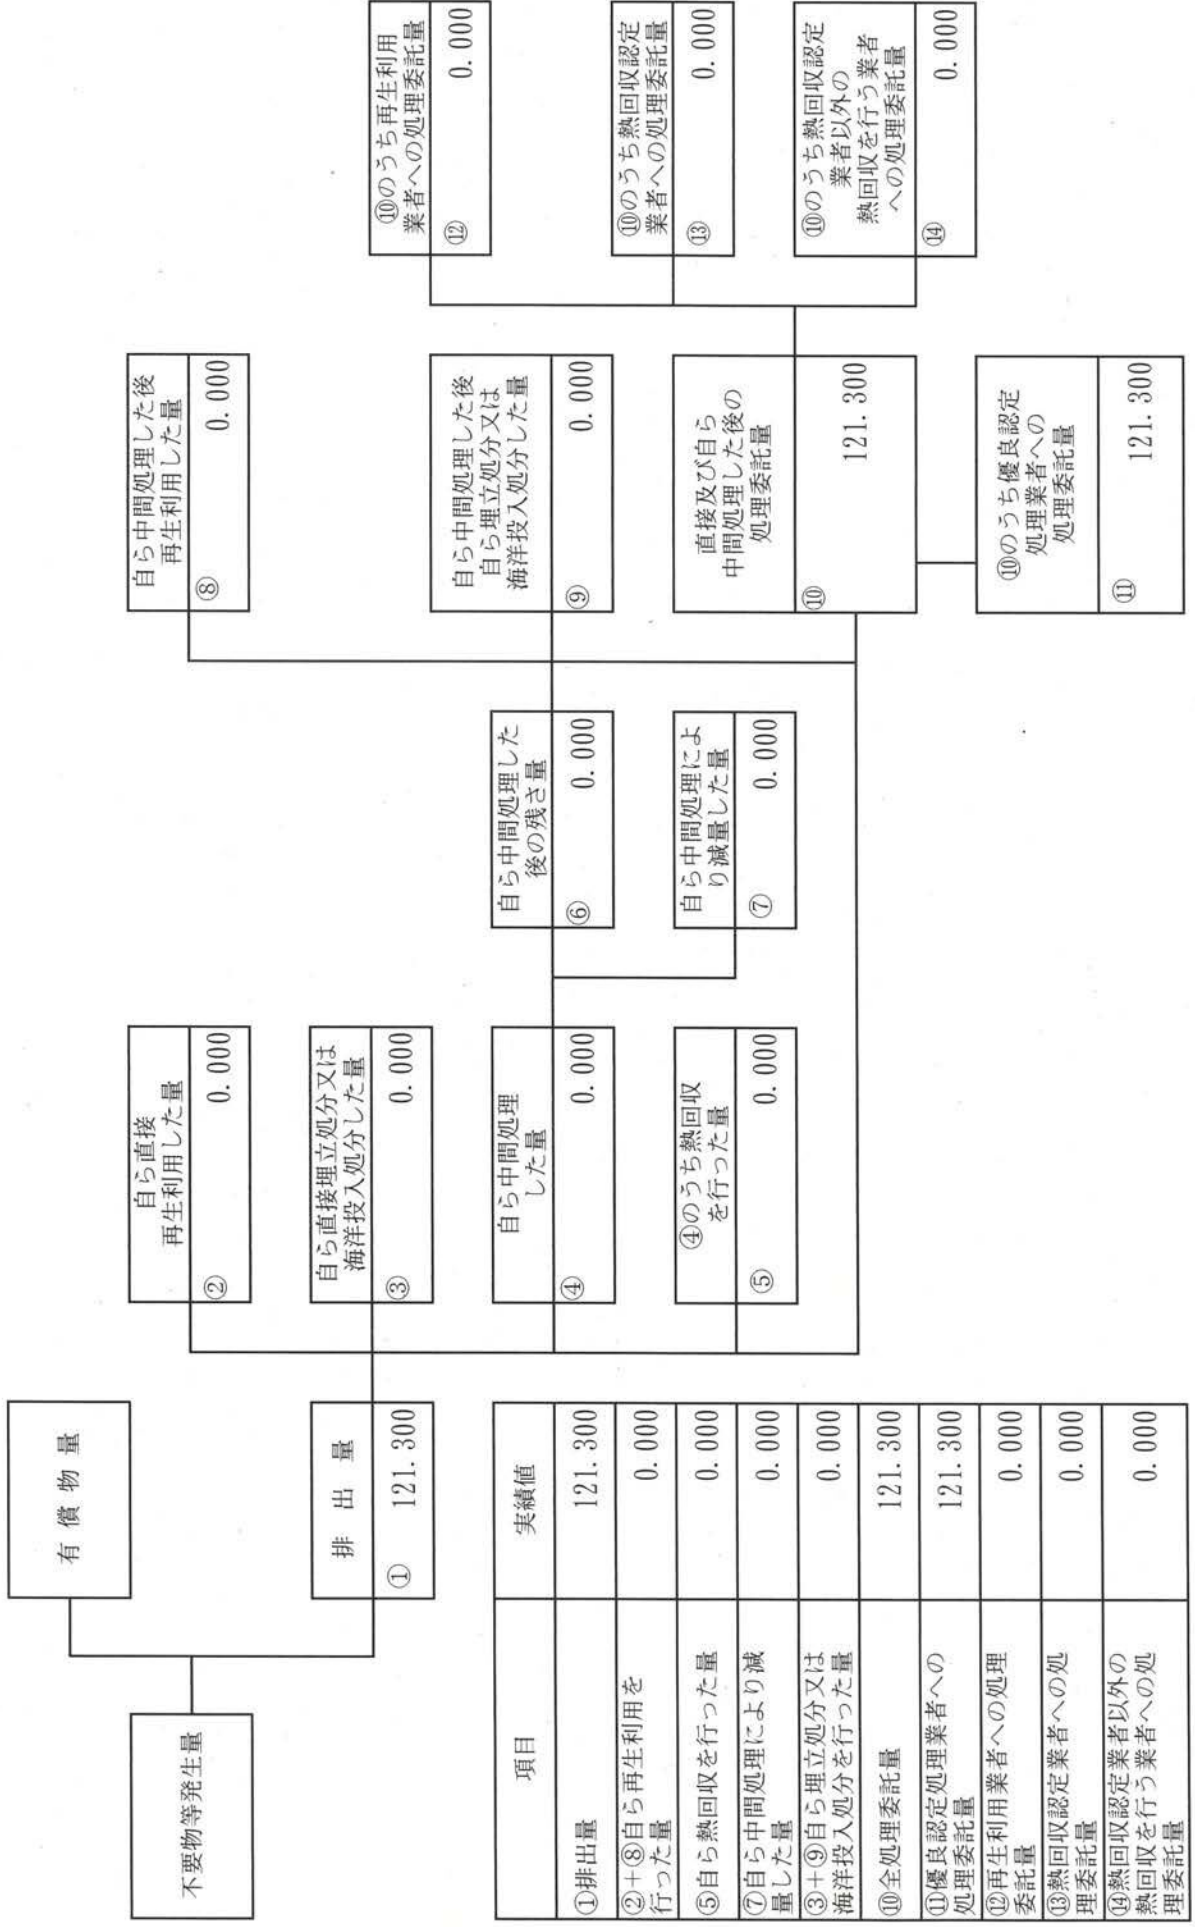 有償物量
不要物等発生量
排出量
① 121.300
自ら直接
再生利用した量
② 0.000
自ら直接埋立処分又は
海洋投入処分した量
③ 0.000
自ら中間処理
した量
④ 0.000
④のうち熱回収
を行った量
⑤ 0.000
自ら中間処理した
後の残さ量
⑥ 0.000
自ら中間処理によ
り減量した量
⑦ 0.000
自ら中間処理した後
再生利用した量
⑧ 0.000
自ら中間処理した後
自ら埋立処分又は
海洋投入処分した量
⑨ 0.000
直接及び自ら
中間処理した後の
処理委託量
⑩ 121.300
⑩のうち優良認定
処理業者への
処理委託量
⑪ 121.300
⑩のうち再生利用
業者への処理委託量
⑫ 0.000
⑩のうち熱回収認定
業者への処理委託量
⑬ 0.000
⑩のうち熱回収認定
業者以外の
熱回収を行う業者
への処理委託量
⑭ 0.000
項目 実績値
①排出量 121.300
②+⑧自ら再生利用を
行った量 0.000
⑤自ら熱回収を行った量 0.000
⑦自ら中間処理により減
量した量 0.000
③+⑨自ら埋立処分又は
海洋投入処分を行った量 0.000
⑩全処理委託量 121.300
⑪優良認定処理業者への
処理委託量 121.300
⑫再生利用業者への処理
委託量 0.000
⑬熱回収認定業者への処
理委託量 0.000
⑭熱回収認定業者以外の
熱回収を行う業者への処
理委託量 0.000